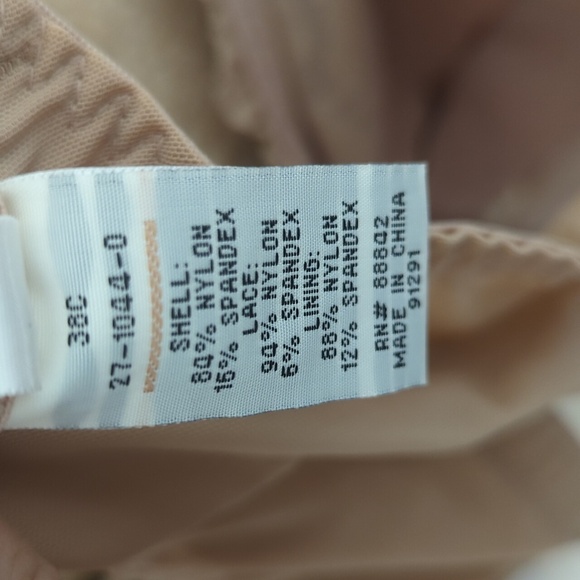 38C
27-1044-0
SHELL:
84% NYLON
16% SPANDEX
LACE:
94% NYLON
6% SPANDEX
LINING:
88% NYLON
12% SPANDEX
RN# 88842
MADE IN CHINA
91291